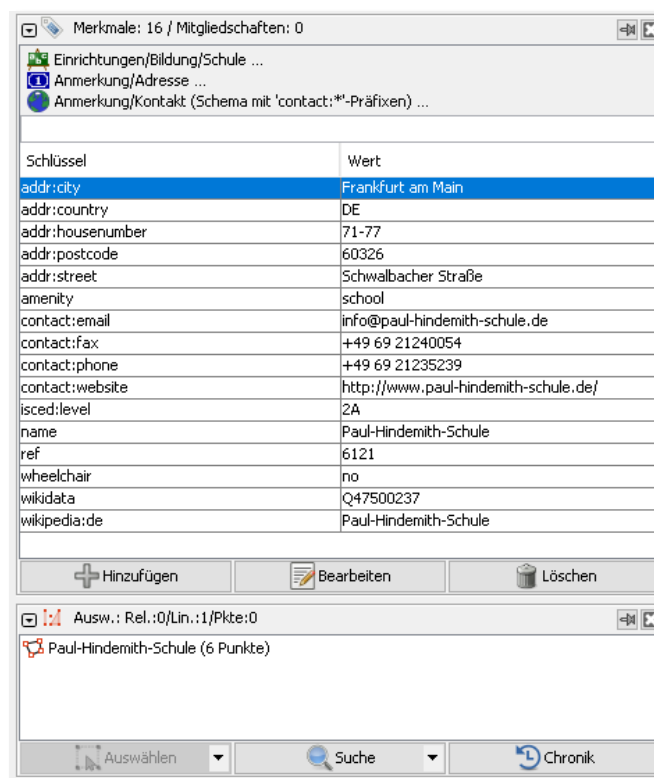 Merkmale: 16 / Mitgliedschaften: 0
Einrichtungen/Bildung/Schule ...
Anmerkung/Adresse ...
Anmerkung/Kontakt (Schema mit 'contact:*'-Präfixen) ...
Schlüssel Wert
addr:city Frankfurt am Main
addr:country DE
addr:housenumber 71-77
addr:postcode 60326
addr:street Schwalbacher Straße
amenity school
contact:email info@paul-hindemith-schule.de
contact:fax +49 69 21240054
contact:phone +49 69 21235239
contact:website http://www.paul-hindemith-schule.de/
isced:level 2A
name Paul-Hindemith-Schule
ref 6121
wheelchair no
wikidata Q47500237
wikipedia:de Paul-Hindemith-Schule
Hinzufügen Bearbeiten Löschen
Ausw.: Rel.:0/Lin.:1/Pkte:0
Paul-Hindemith-Schule (6 Punkte)
Auswählen Suche Chronik